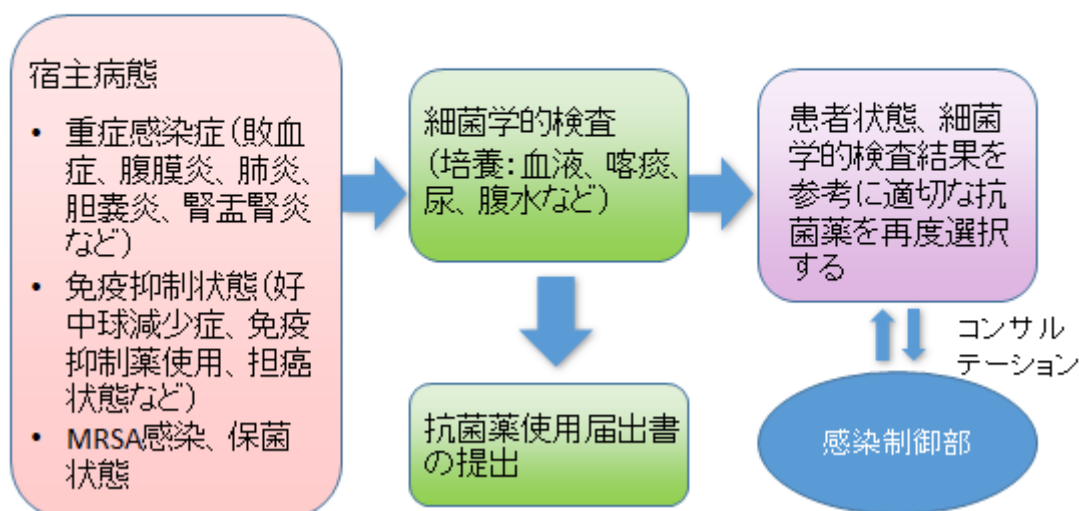 宿主病態
• 重症感染症（敗血
症、腹膜炎、肺炎、
胆嚢炎、腎盂腎炎
など）
• 免疫抑制状態（好
中球減少症、免疫
抑制薬使用、担癌
状態など）
• MRSA感染、保菌
状態
細菌学的検査
（培養：血液、喀痰、
尿、腹水など）
抗菌薬使用届出書
の提出
患者状態、細菌
学的検査結果を
参考に適切な抗
菌薬を再度選択
する
コンサル
テーション
感染制御部